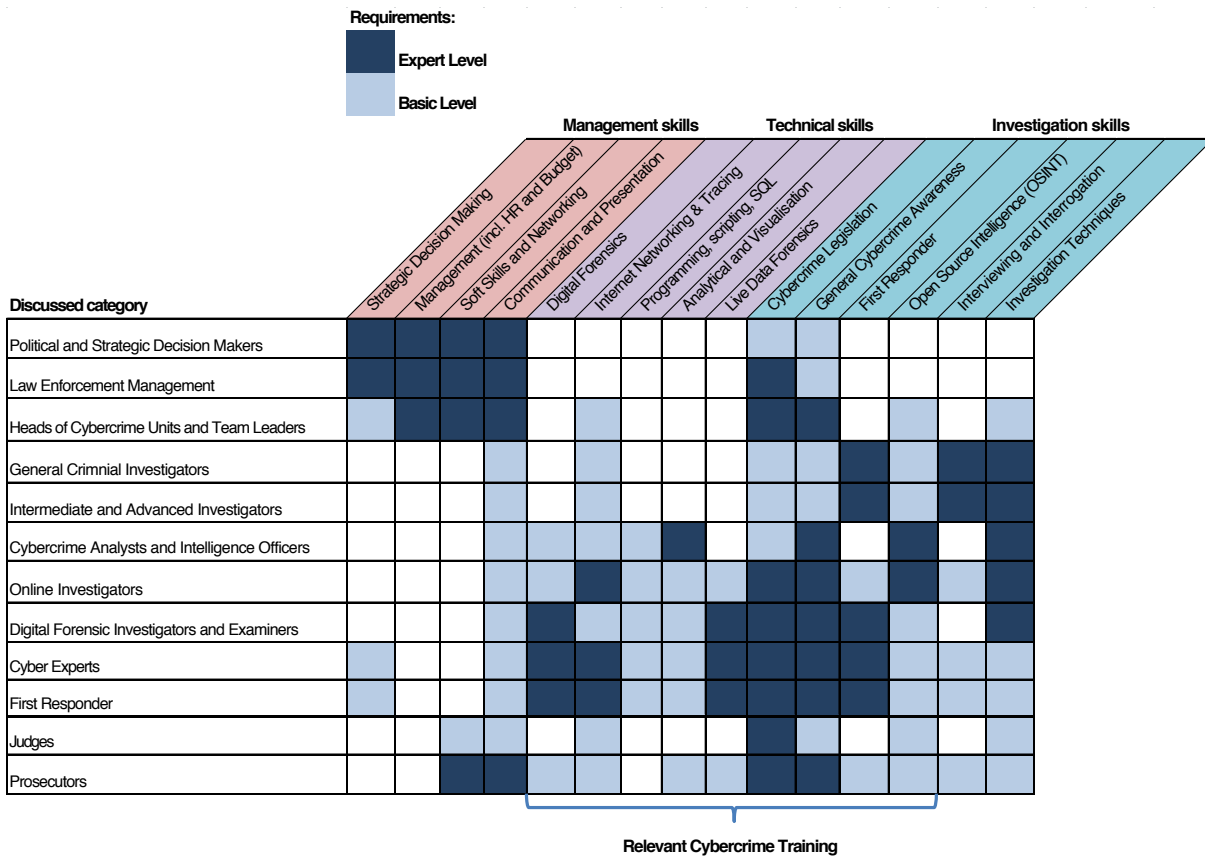 Requirements:
Expert Level
Basic Level
Management skills
Technical skills
Investigation skills
Strategic Decision Making
Management (incl. HR and Budget)
Soft Skills and Networking
Communication and Presentation
Digital Forensics
Internet Networking & Tracing
Programming, scripting, SQL
Analytical and Visualisation
Live Data Forensics
Cybercrime Legislation
General Cybercrime Awareness
First Responder
Open Source Intelligence (OSINT)
Interviewing and Interrogation
Investigation Techniques
Discussed category
Political and Strategic Decision Makers
Law Enforcement Management
Heads of Cybercrime Units and Team Leaders
General Crimnial Investigators
Intermediate and Advanced Investigators
Cybercrime Analysts and Intelligence Officers
Online Investigators
Digital Forensic Investigators and Examiners
Cyber Experts
First Responder
Judges
Prosecutors
Relevant Cybercrime Training